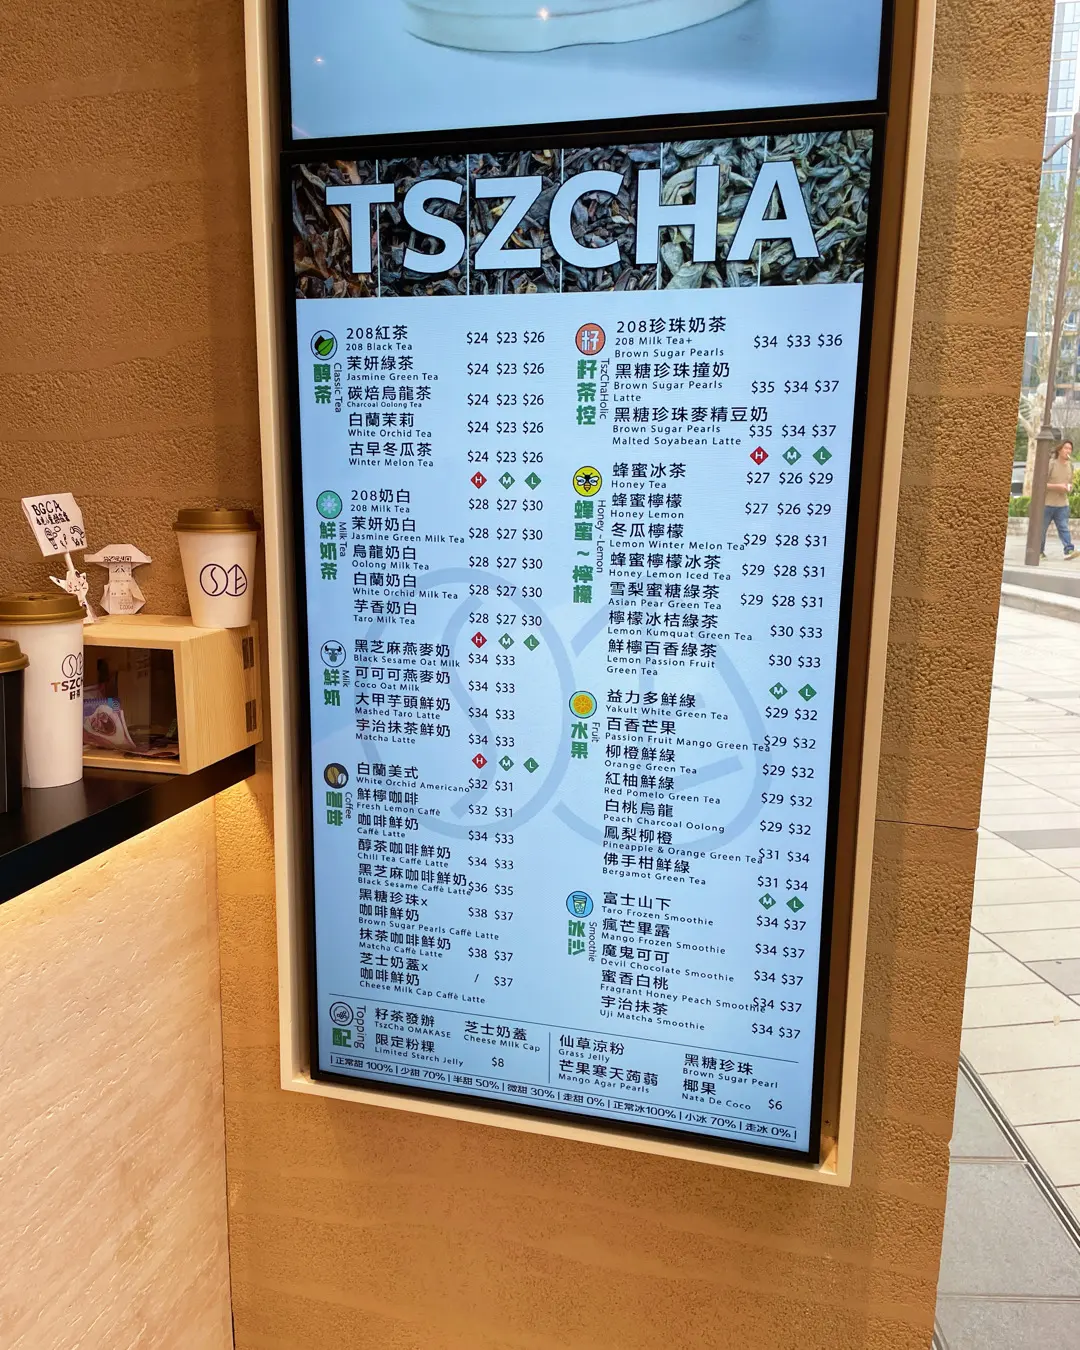 TSZCHA
醇茶
Classic Tea
208紅茶 $24 $23 $26
208 Black Tea
茉妍綠茶 $24 $23 $26
Jasmine Green Tea
碳焙烏龍茶 $24 $23 $26
Charcoal Oolong Tea
白蘭茉莉 $24 $23 $26
White Orchid Tea
古早冬瓜茶 $24 $23 $26
Winter Melon Tea
H M L
鮮奶茶
Milk Tea
208奶白 $28 $27 $30
208 Milk Tea
茉妍奶白 $28 $27 $30
Jasmine Green Milk Tea
烏龍奶白 $28 $27 $30
Oolong Milk Tea
白蘭奶白 $28 $27 $30
White Orchid Milk Tea
芋香奶白 $28 $27 $30
Taro Milk Tea
H M L
鮮奶
Milk
黑芝麻燕麥奶 $34 $33
Black Sesame Oat Milk
可可可燕麥奶 $34 $33
Coco Oat Milk
大甲芋頭鮮奶 $34 $33
Mashed Taro Latte
宇治抹茶鮮奶 $34 $33
Matcha Latte
H M L
咖啡
Coffee
白蘭美式 $32 $31
White Orchid Americano
鮮檸咖啡 $32 $31
Fresh Lemon Caffè
咖啡鮮奶 $34 $33
Caffè Latte
醇茶咖啡鮮奶 $34 $33
Chill Tea Caffè Latte
黑芝麻咖啡鮮奶 $36 $35
Black Sesame Caffè Latte
黑糖珍珠x
咖啡鮮奶 $38 $37
Brown Sugar Pearls Caffè Latte
抹茶咖啡鮮奶 $38 $37
Matcha Caffè Latte
芝士奶蓋x
咖啡鮮奶 / $37
Cheese Milk Cap Caffè Latte
籽
籽茶控
TszChaHolic
208珍珠奶茶 $34 $33 $36
208 Milk Tea+
Brown Sugar Pearls
黑糖珍珠撞奶 $35 $34 $37
Brown Sugar Pearls
Latte
黑糖珍珠麥精豆奶 $35 $34 $37
Brown Sugar Pearls
Malted Soyabean Latte
H M L
蜂蜜~檸檬
Honey~Lemon
蜂蜜冰茶 $27 $26 $29
Honey Tea
蜂蜜檸檬 $27 $26 $29
Honey Lemon
冬瓜檸檬 $29 $28 $31
Lemon Winter Melon Tea
蜂蜜檸檬冰茶 $29 $28 $31
Honey Lemon Iced Tea
雪梨蜜糖綠茶 $29 $28 $31
Asian Pear Green Tea
檸檬冰桔綠茶 $30 $33
Lemon Kumquat Green Tea
鮮檸百香綠茶 $30 $33
Lemon Passion Fruit
Green Tea
M L
水果
Fruit
益力多鮮綠 $29 $32
Yakult White Green Tea
百香芒果 $29 $32
Passion Fruit Mango Green Tea
柳橙鮮綠 $29 $32
Orange Green Tea
紅柚鮮綠 $29 $32
Red Pomelo Green Tea
白桃烏龍 $29 $32
Peach Charcoal Oolong
鳳梨柳橙 $31 $34
Pineapple & Orange Green Tea
佛手柑鮮綠 $31 $34
Bergamot Green Tea
M L
冰沙
Smoothie
富士山下 $34 $37
Taro Frozen Smoothie
瘋芒畢露 $34 $37
Mango Frozen Smoothie
魔鬼可可 $34 $37
Devil Chocolate Smoothie
蜜香白桃 $34 $37
Fragrant Honey Peach Smoothie
宇治抹茶 $34 $37
Uji Matcha Smoothie
配
Topping
籽茶發辦
TszCha OMAKASE
限定粉粿
Limited Starch Jelly
芝士奶蓋
Cheese Milk Cap
$8
仙草涼粉
Grass Jelly
芒果寒天蒟蒻
Mango Agar Pearls
黑糖珍珠
Brown Sugar Pearl
椰果
Nata De Coco $6
| 正常甜 100% | 少甜 70% | 半甜 50% | 微甜 30% | 走甜 0% | 正常冰100% | 小冰 70% | 走冰 0% |
BGCA
TSZC
籽茶